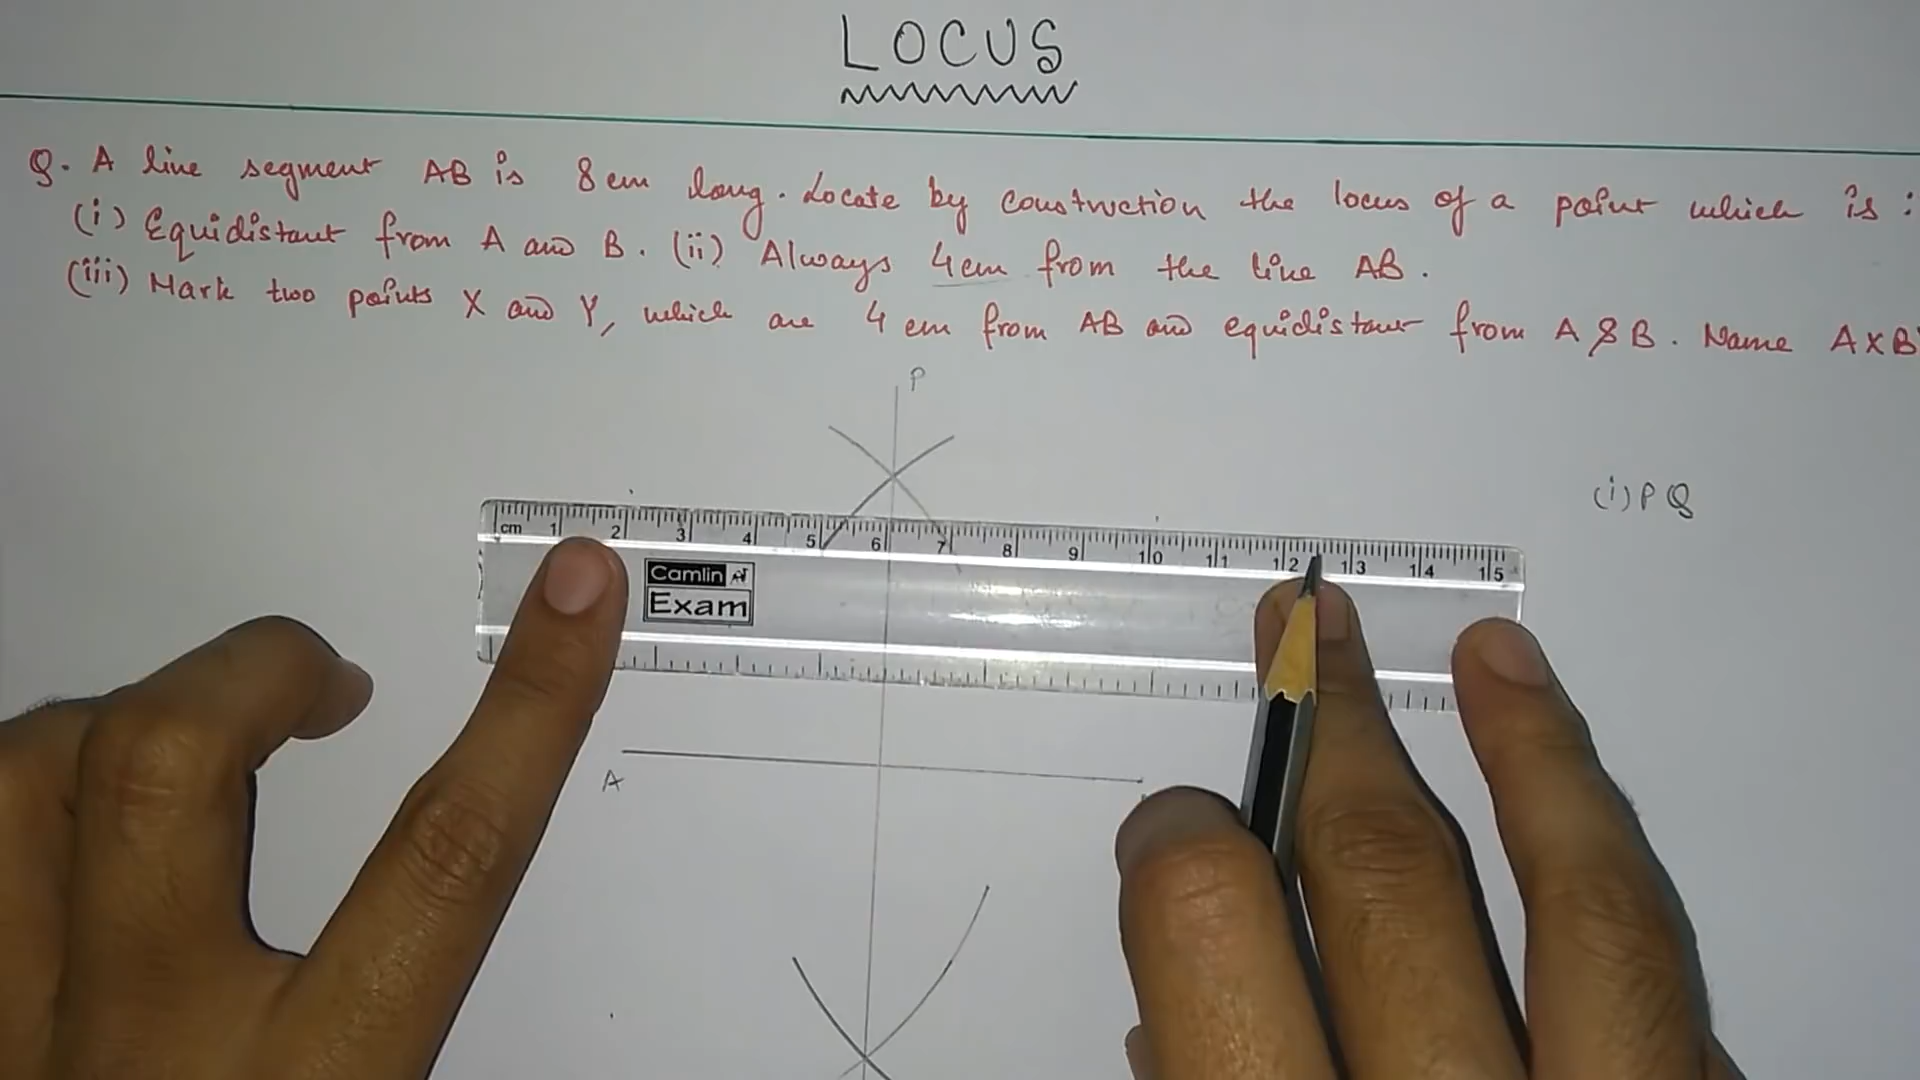 LOCUS
Q. A line segment AB is 8 cm long. Locate by construction the locus of a point which is :
(i) Equidistant from A and B. (ii) Always 4 cm from the line AB.
(iii) Mark two points X and Y, which are 4 cm from AB and equidistant from A & B. Name AXB
P
(i) PQ
cm 1 2 3 4 5 6 7 8 9 10 11 12 13 14 15
Camlin
Exam
A